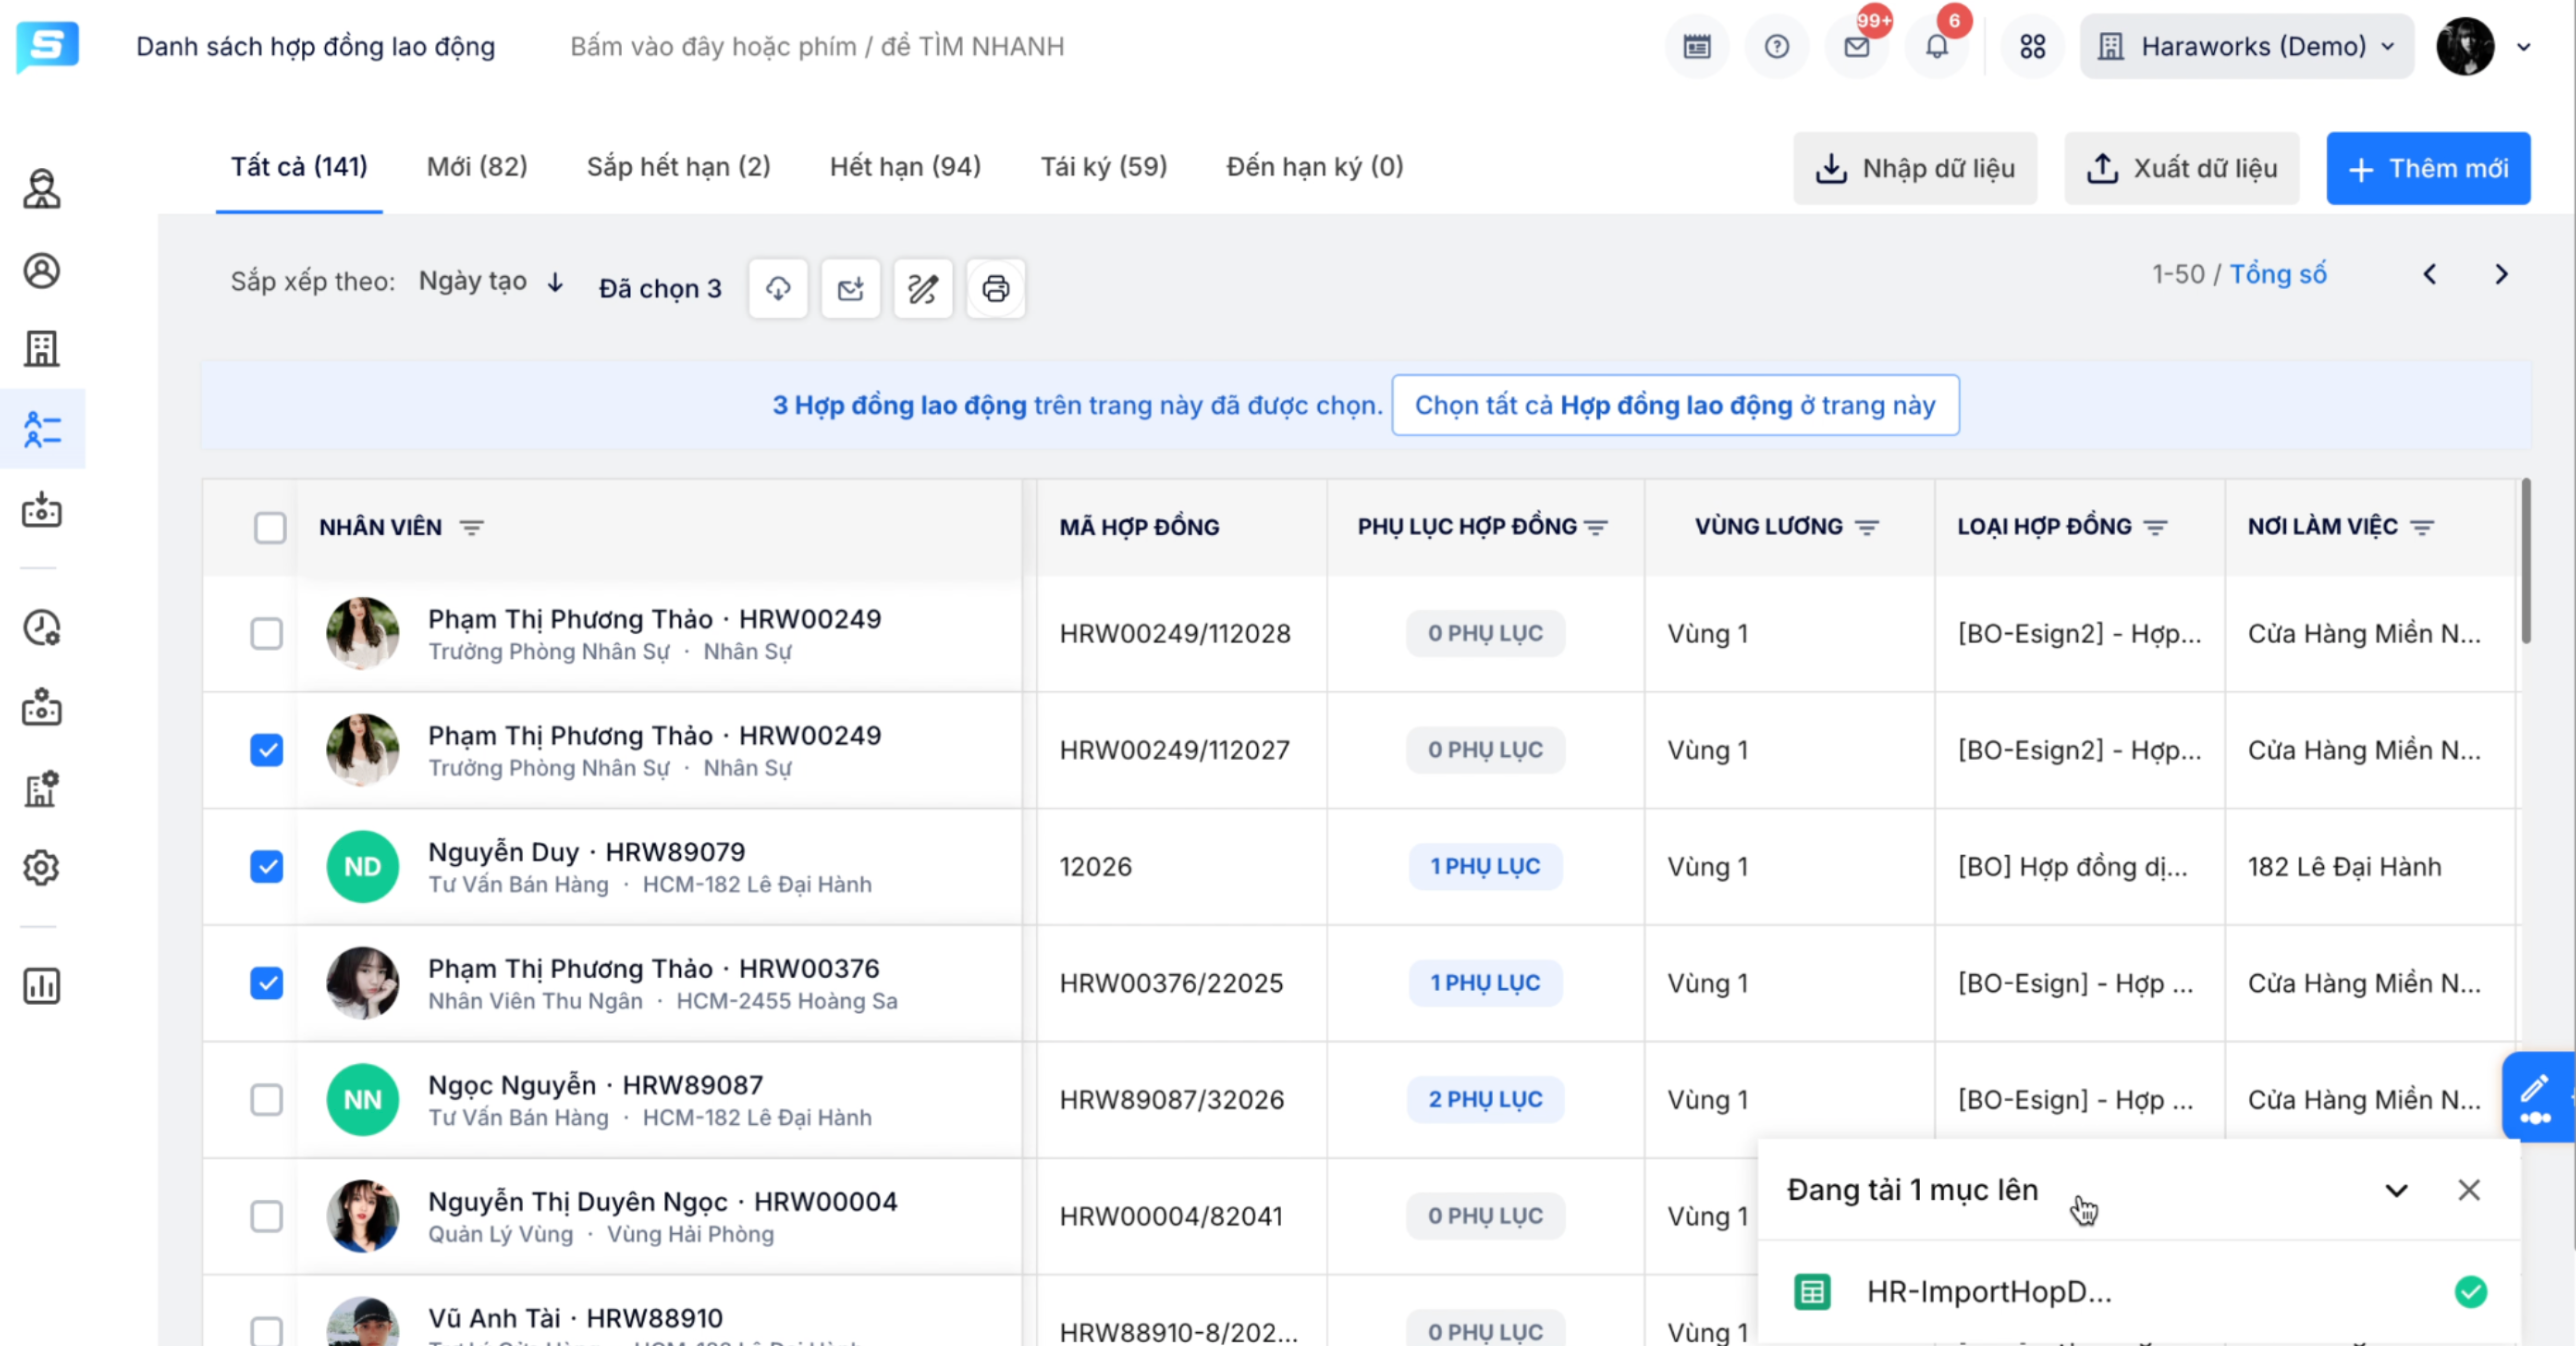 Danh sách hợp đồng lao động
Bấm vào đây hoặc phím / để TÌM NHANH
99+
6
Haraworks (Demo)
Tất cả (141)
Mới (82)
Sắp hết hạn (2)
Hết hạn (94)
Tái ký (59)
Đến hạn ký (0)
Nhập dữ liệu
Xuất dữ liệu
Thêm mới
Sắp xếp theo: Ngày tạo
Đã chọn 3
1-50 / Tổng số
3 Hợp đồng lao động trên trang này đã được chọn.
Chọn tất cả Hợp đồng lao động ở trang này
NHÂN VIÊN
MÃ HỢP ĐỒNG
PHỤ LỤC HỢP ĐỒNG
VÙNG LƯƠNG
LOẠI HỢP ĐỒNG
NƠI LÀM VIỆC
Phạm Thị Phương Thảo · HRW00249
Trưởng Phòng Nhân Sự · Nhân Sự
HRW00249/112028
0 PHỤ LỤC
Vùng 1
[BO-Esign2] - Hợp...
Cửa Hàng Miền N...
Phạm Thị Phương Thảo · HRW00249
Trưởng Phòng Nhân Sự · Nhân Sự
HRW00249/112027
0 PHỤ LỤC
Vùng 1
[BO-Esign2] - Hợp...
Cửa Hàng Miền N...
ND
Nguyễn Duy · HRW89079
Tư Vấn Bán Hàng · HCM-182 Lê Đại Hành
12026
1 PHỤ LỤC
Vùng 1
[BO] Hợp đồng dị...
182 Lê Đại Hành
Phạm Thị Phương Thảo · HRW00376
Nhân Viên Thu Ngân · HCM-2455 Hoàng Sa
HRW00376/22025
1 PHỤ LỤC
Vùng 1
[BO-Esign] - Hợp ...
Cửa Hàng Miền N...
NN
Ngọc Nguyễn · HRW89087
Tư Vấn Bán Hàng · HCM-182 Lê Đại Hành
HRW89087/32026
2 PHỤ LỤC
Vùng 1
[BO-Esign] - Hợp ...
Cửa Hàng Miền N...
Nguyễn Thị Duyên Ngọc · HRW00004
Quản Lý Vùng · Vùng Hải Phòng
HRW00004/82041
0 PHỤ LỤC
Vùng 1
Đang tải 1 mục lên
HR-ImportHopD...
Vũ Anh Tài · HRW88910
HRW88910-8/202...
0 PHỤ LỤC
Vùng 1